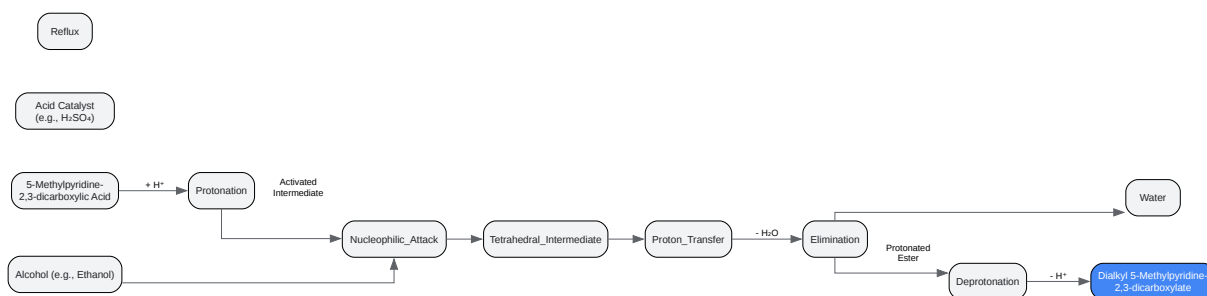 Reflux
Acid Catalyst
(e.g., H₂SO₄)
5-Methylpyridine-
2,3-dicarboxylic Acid
+ H⁺
Protonation
Activated
Intermediate
Alcohol (e.g., Ethanol)
Nucleophilic_Attack
Tetrahedral_Intermediate
Proton_Transfer
- H₂O
Elimination
Water
Protonated
Ester
Deprotonation
- H⁺
Dialkyl 5-Methylpyridine-
2,3-dicarboxylate